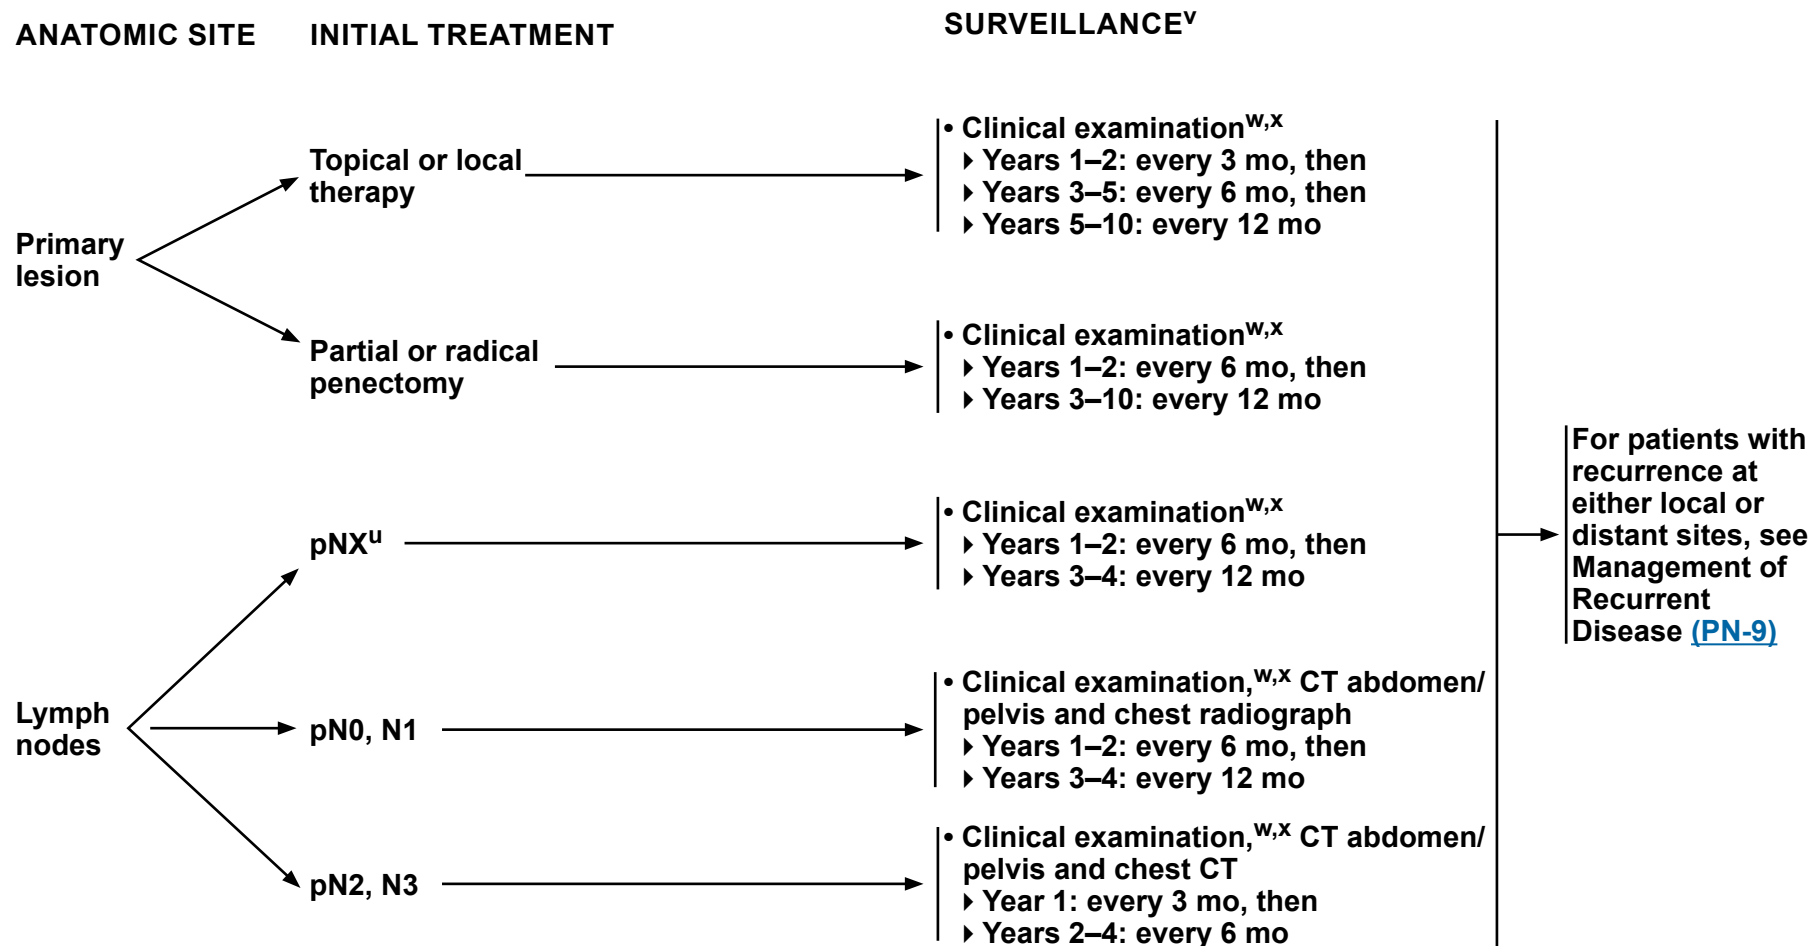 ANATOMIC SITE
INITIAL TREATMENT
SURVEILLANCEᵛ
Primary
lesion
Topical or local
therapy
• Clinical examinationʷ,ˣ
▸ Years 1–2: every 3 mo, then
▸ Years 3–5: every 6 mo, then
▸ Years 5–10: every 12 mo
Partial or radical
penectomy
• Clinical examinationʷ,ˣ
▸ Years 1–2: every 6 mo, then
▸ Years 3–10: every 12 mo
Lymph
nodes
pNXᵘ
• Clinical examinationʷ,ˣ
▸ Years 1–2: every 6 mo, then
▸ Years 3–4: every 12 mo
pN0, N1
• Clinical examination,ʷ,ˣ CT abdomen/
pelvis and chest radiograph
▸ Years 1–2: every 6 mo, then
▸ Years 3–4: every 12 mo
pN2, N3
• Clinical examination,ʷ,ˣ CT abdomen/
pelvis and chest CT
▸ Year 1: every 3 mo, then
▸ Years 2–4: every 6 mo
For patients with
recurrence at
either local or
distant sites, see
Management of
Recurrent
Disease (PN-9)